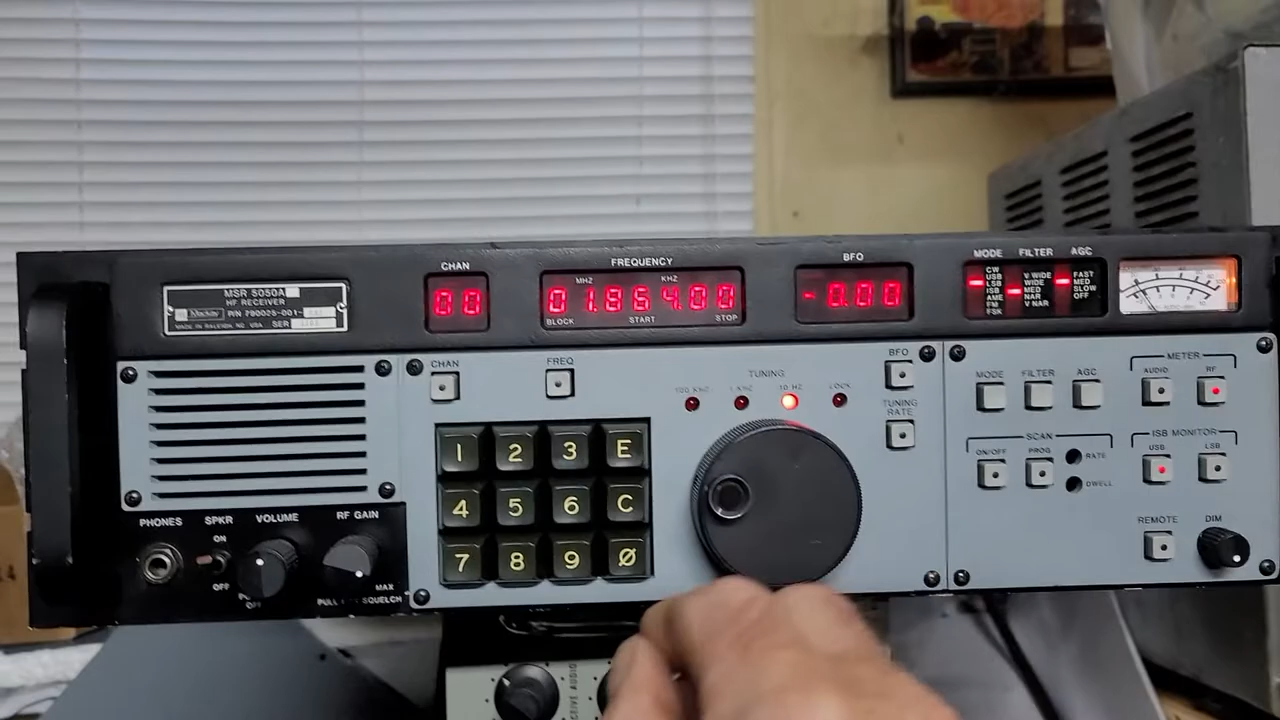 MSR 5050A
HF RECEIVER
Mackay P/N 780025-001-
MADE IN RALEIGH, NC USA SER
CHAN
00
FREQUENCY
MHZ KHZ
01.854.00
BLOCK START STOP
BFO
-0.00
MODE FILTER AGC
CW
USB
LSB
ISB
AME
FM
FSK
V WIDE
WIDE
MED
NAR
V NAR
FAST
MED
SLOW
OFF
CHAN
FREQ
TUNING
100 KHZ 1 KHZ 10 HZ LOCK
BFO
TUNING
RATE
1 2 3 E
4 5 6 C
7 8 9 Ø
MODE FILTER AGC
METER
AUDIO RF
SCAN
ON/OFF PROG RATE
DWELL
ISB MONITOR
USB LSB
REMOTE DIM
PHONES SPKR VOLUME RF GAIN
ON
OFF
OFF
MAX
SQUELCH
AUDIO
14